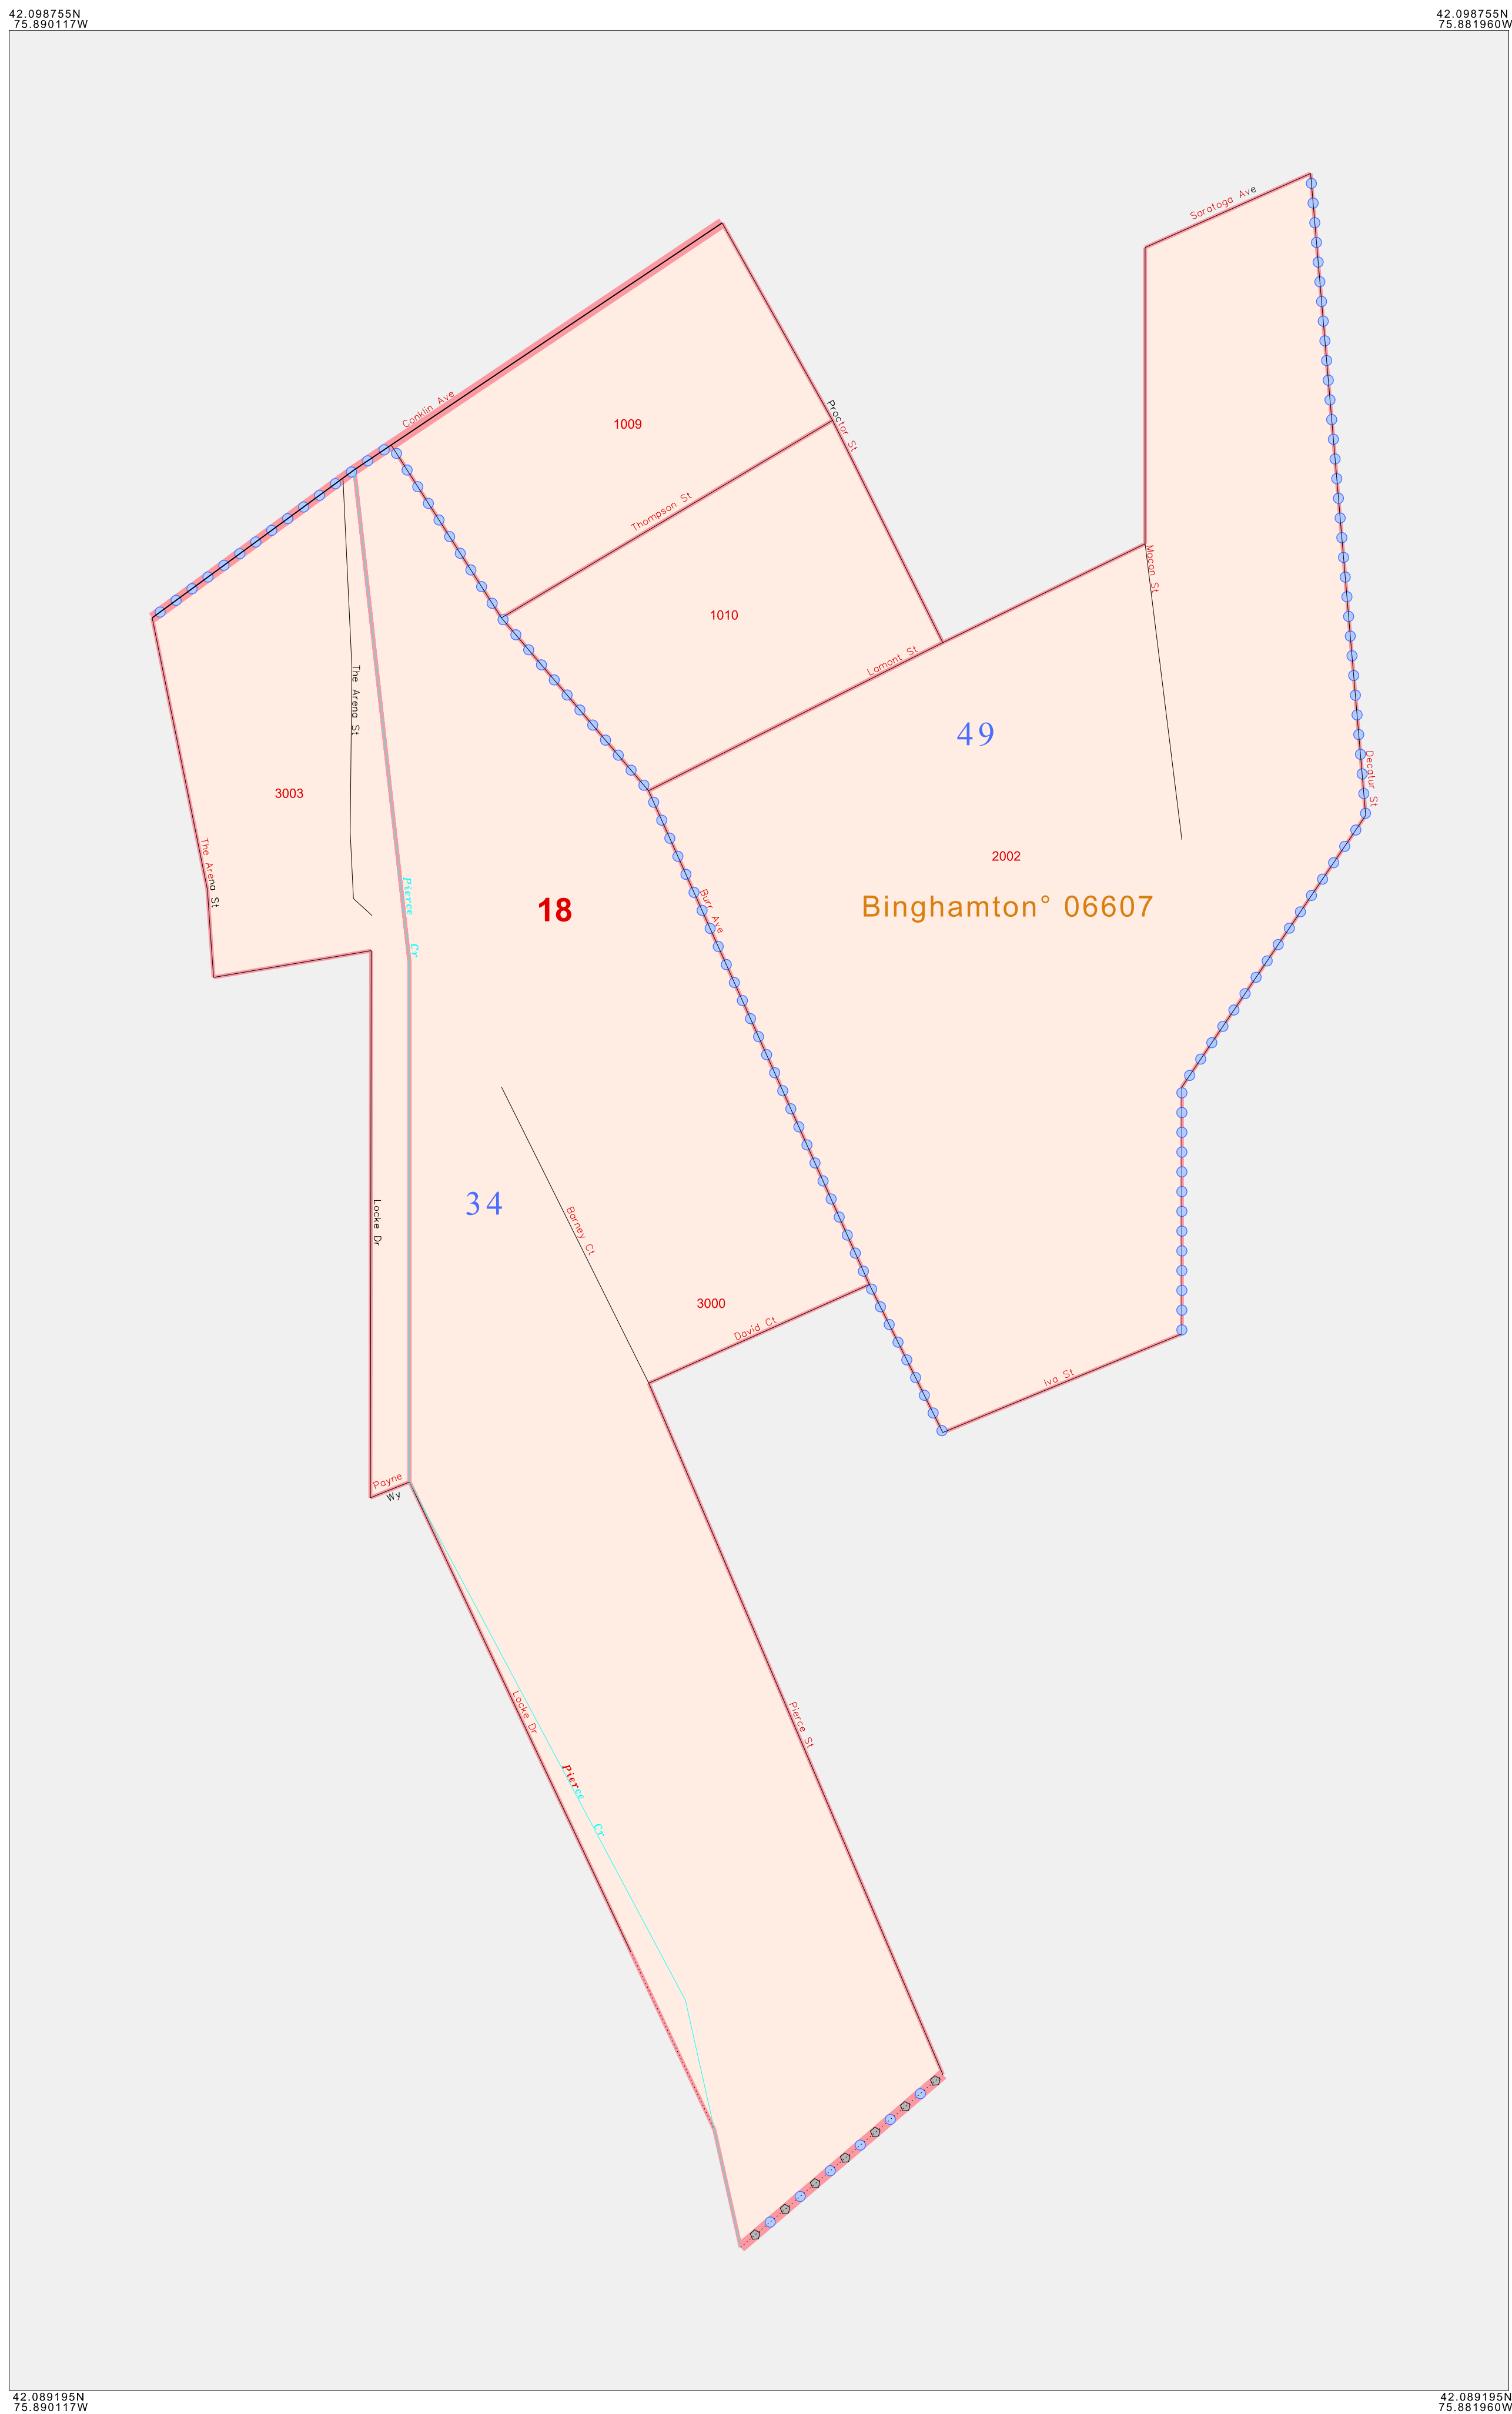 42.098755N
75.890117W
42.098755N
75.881960W
Saratoga Ave
Conklin Ave
1009
Proctor St
Thompson St
Macon St
1010
Lamont St
The Arena St
49
Decatur St
3003
The Arena St
2002
Pierce
Burr Ave
18
Binghamton° 06607
Cr
34
Locke Dr
Barney Ct
3000
David Ct
Iva St
Payne
Wy
Locke Dr
Pierce St
Pierce
Cr
42.089195N
75.890117W
42.089195N
75.881960W